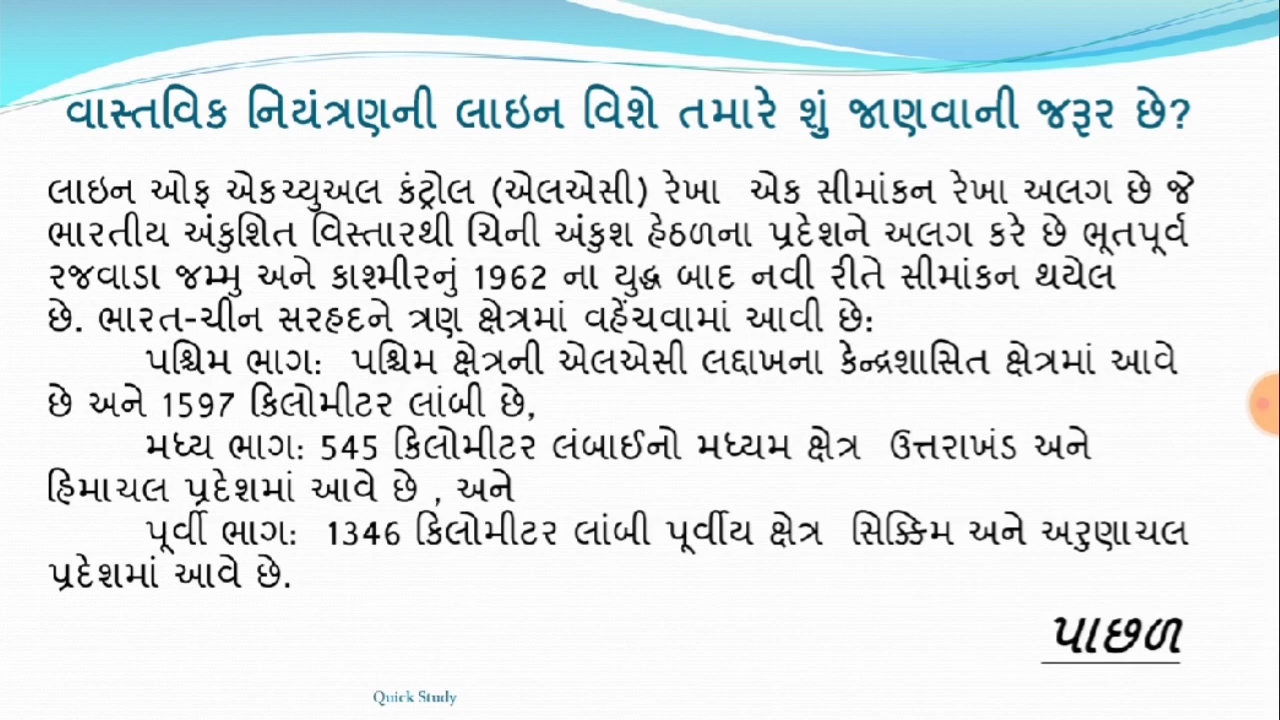 વાસ્તવિક નિયંત્રણની લાઇન વિશે તમારે શું જાણવાની જરૂર છે?
લાઇન ઓફ એકચ્યુઅલ કંટ્રોલ (એલએસી) રેખા એક સીમાંકન રેખા અલગ છે જે
ભારતીય અંકુશિત વિસ્તારથી ચિની અંકુશ હેઠળના પ્રદેશને અલગ કરે છે ભૂતપૂર્વ
રજવાડા જમ્મુ અને કાશ્મીરનું 1962 ના યુદ્ધ બાદ નવી રીતે સીમાંકન થયેલ
છે. ભારત-ચીન સરહદને ત્રણ ક્ષેત્રમાં વહેંચવામાં આવી છે:
પશ્ચિમ ભાગ: પશ્ચિમ ક્ષેત્રની એલએસી લદ્દાખના કેન્દ્રશાસિત ક્ષેત્રમાં આવે
છે અને 1597 કિલોમીટર લાંબી છે,
મધ્ય ભાગ: 545 કિલોમીટર લંબાઈનો મધ્યમ ક્ષેત્ર ઉત્તરાખંડ અને
હિમાચલ પ્રદેશમાં આવે છે , અને
પૂર્વી ભાગ: 1346 કિલોમીટર લાંબી પૂર્વીય ક્ષેત્ર સિક્કિમ અને અરુણાચલ
પ્રદેશમાં આવે છે.
પાછળ
Quick Study